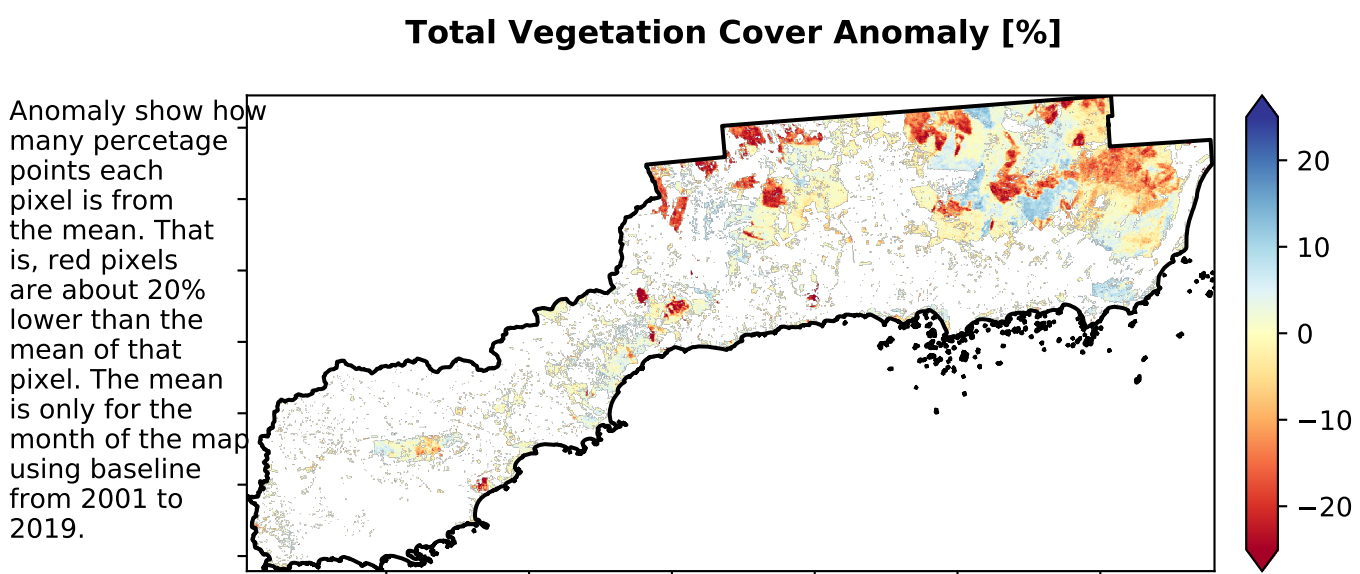 Total Vegetation Cover Anomaly [%]
Anomaly show how
many percetage
points each
pixel is from
the mean. That
is, red pixels
are about 20%
lower than the
mean of that
pixel. The mean
is only for the
month of the map
using baseline
from 2001 to
2019.
20
10
0
−10
−20